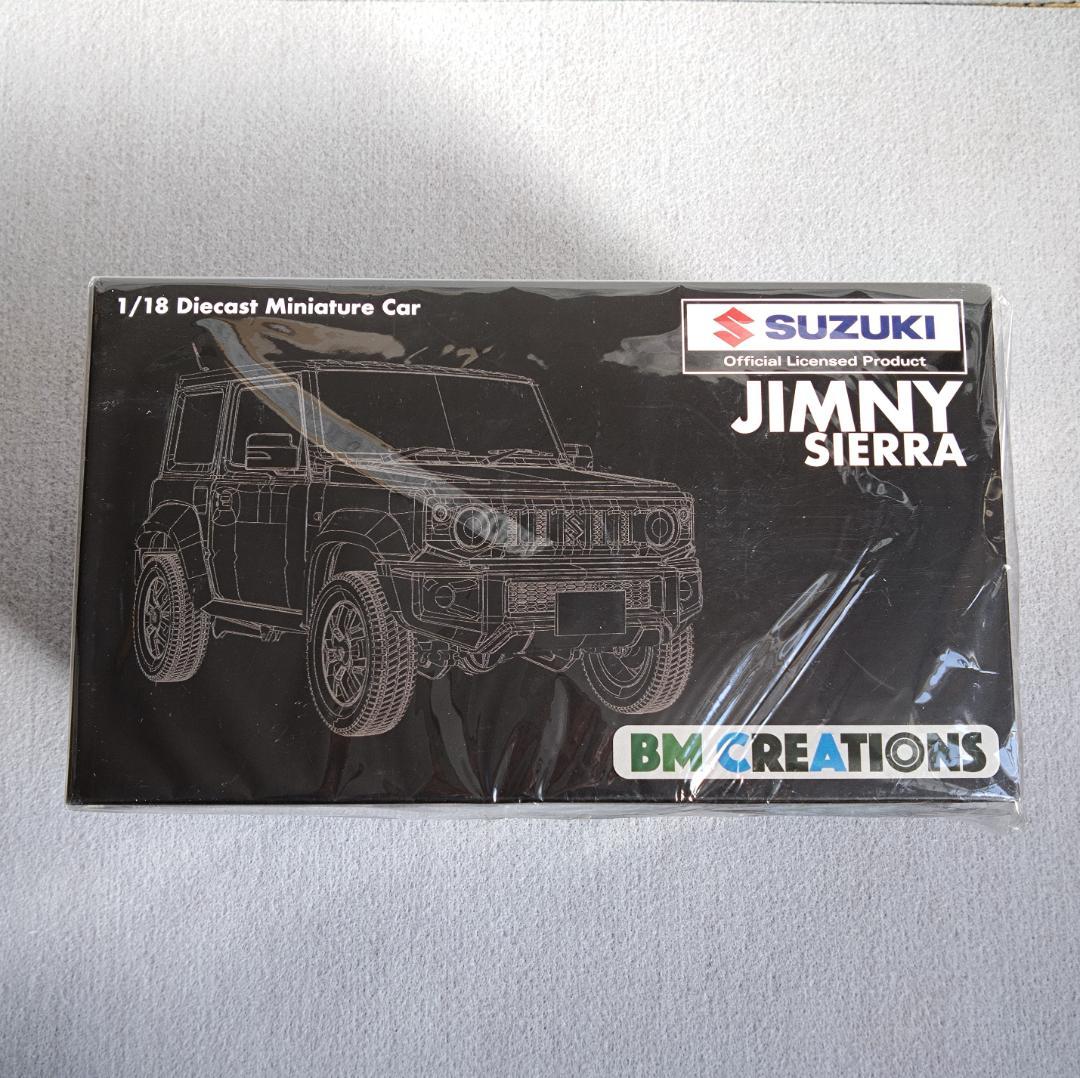 1/18 Diecast Miniature Car
SUZUKI
Official Licensed Product
JIMNY
SIERRA
BM CREATIONS